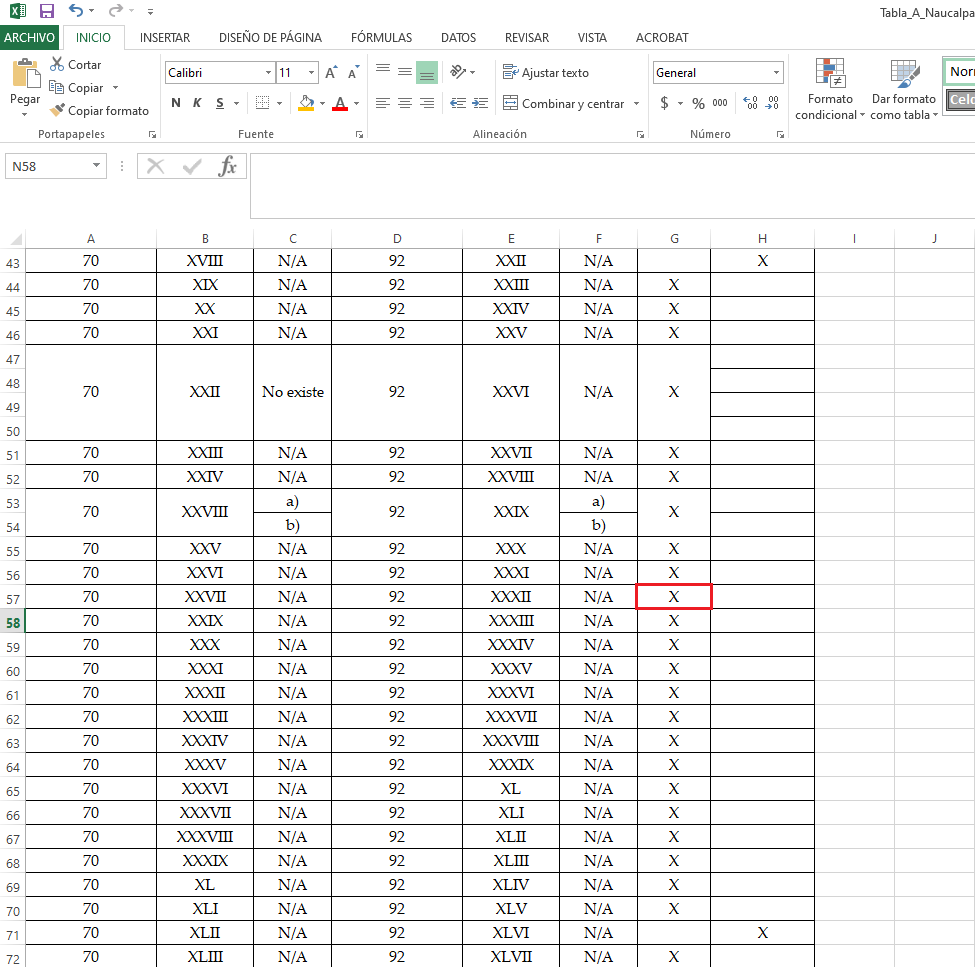 Tabla_A_Naucalpa
ARCHIVO INICIO INSERTAR DISEÑO DE PÁGINA FÓRMULAS DATOS REVISAR VISTA ACROBAT
Pegar
Cortar
Copiar
Copiar formato
Portapapeles
Calibri 11
N K S
Fuente
Ajustar texto
Combinar y centrar
Alineación
General
$ % 000
Número
Formato condicional
Dar formato como tabla
Norr
Celd
N58 fx
A B C D E F G H I J
43 70 XVIII N/A 92 XXII N/A X
44 70 XIX N/A 92 XXIII N/A X
45 70 XX N/A 92 XXIV N/A X
46 70 XXI N/A 92 XXV N/A X
47
48
70 XXII No existe 92 XXVI N/A X
49
50
51 70 XXIII N/A 92 XXVII N/A X
52 70 XXIV N/A 92 XXVIII N/A X
53 a) a)
70 XXVIII 92 XXIX X
54 b) b)
55 70 XXV N/A 92 XXX N/A X
56 70 XXVI N/A 92 XXXI N/A X
57 70 XXVII N/A 92 XXXII N/A X
58 70 XXIX N/A 92 XXXIII N/A X
59 70 XXX N/A 92 XXXIV N/A X
60 70 XXXI N/A 92 XXXV N/A X
61 70 XXXII N/A 92 XXXVI N/A X
62 70 XXXIII N/A 92 XXXVII N/A X
63 70 XXXIV N/A 92 XXXVIII N/A X
64 70 XXXV N/A 92 XXXIX N/A X
65 70 XXXVI N/A 92 XL N/A X
66 70 XXXVII N/A 92 XLI N/A X
67 70 XXXVIII N/A 92 XLII N/A X
68 70 XXXIX N/A 92 XLIII N/A X
69 70 XL N/A 92 XLIV N/A X
70 70 XLI N/A 92 XLV N/A X
71 70 XLII N/A 92 XLVI N/A X
72 70 XLIII N/A 92 XLVII N/A X